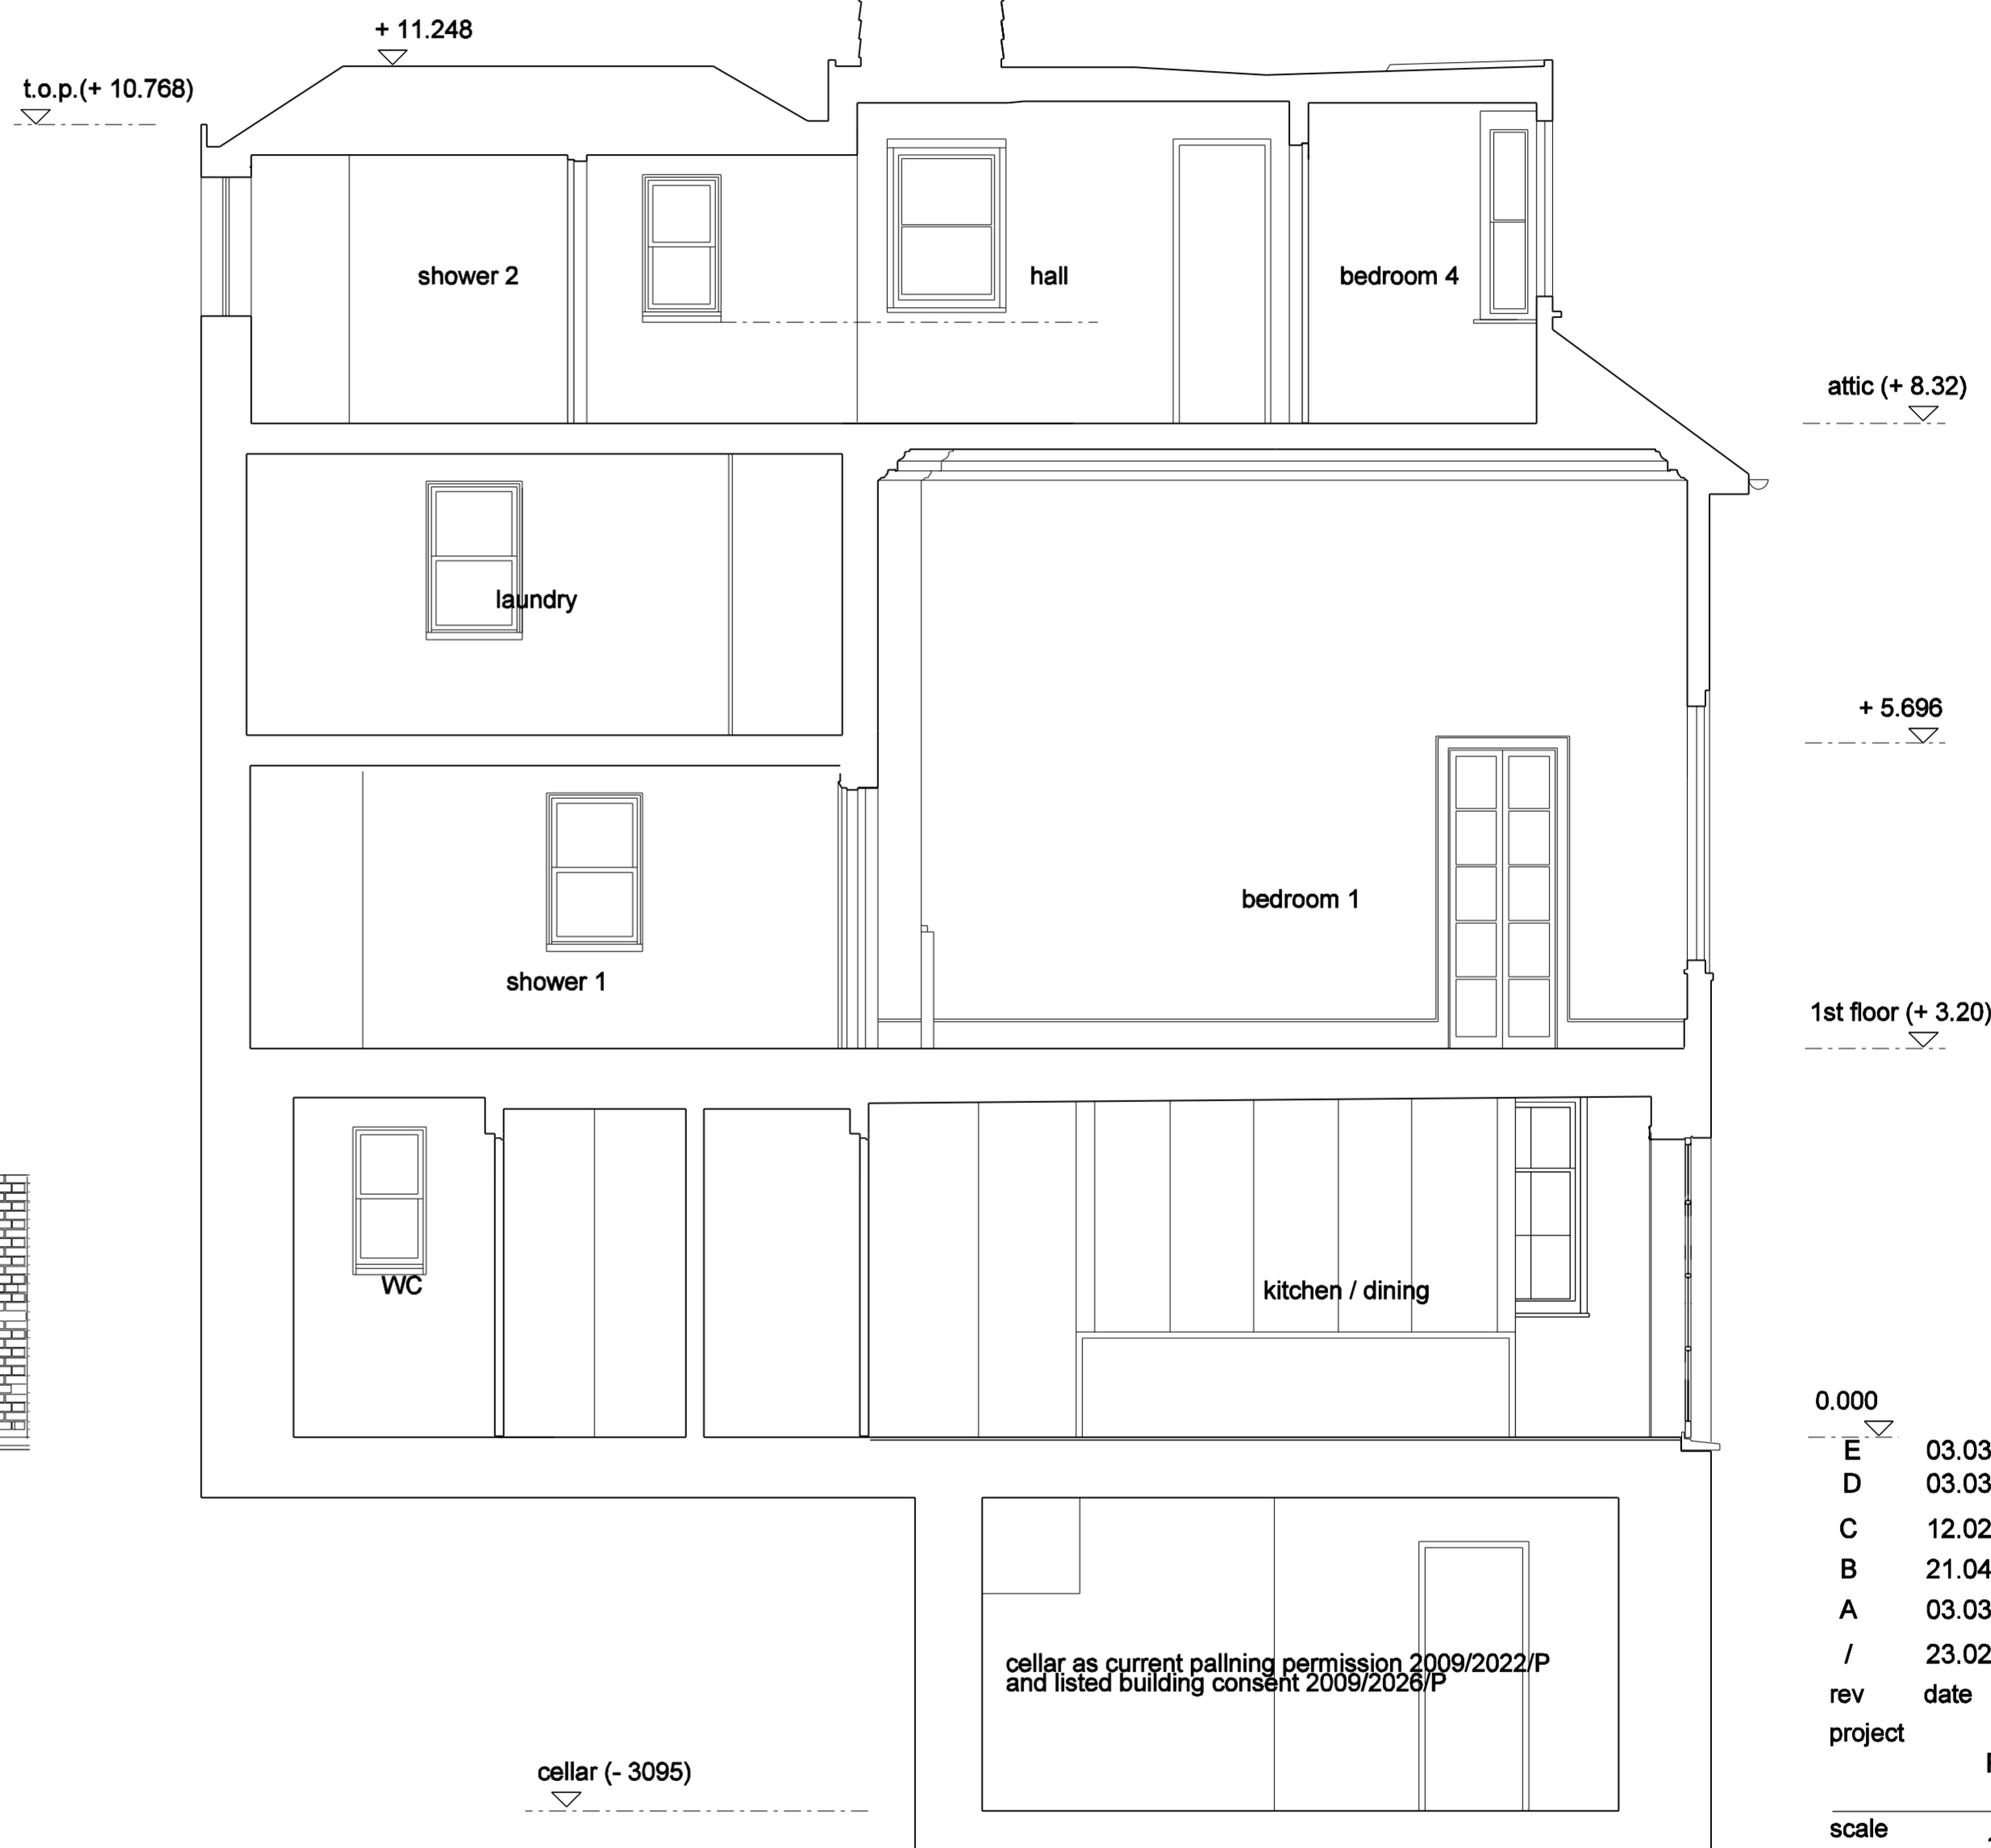 + 11.248
t.o.p.(+ 10.768)
shower 2
hall
bedroom 4
attic (+ 8.32)
laundry
+ 5.696
bedroom 1
shower 1
1st floor (+ 3.20)
WC
kitchen / dining
0.000
E 03.03
D 03.03
C 12.02
B 21.04
A 03.03
/ 23.02
rev date
project
cellar as current pallning permission 2009/2022/P
and listed building consent 2009/2026/P
cellar (- 3095)
scale